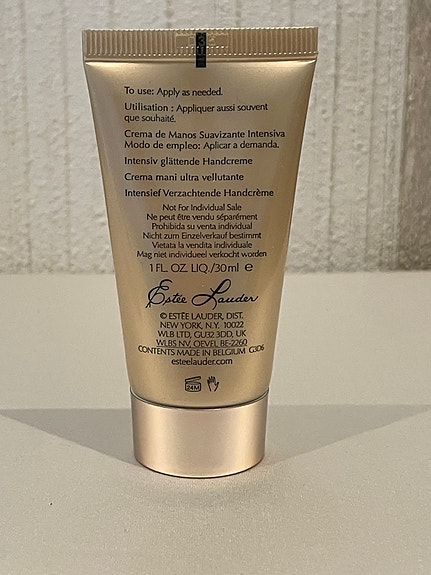 To use: Apply as needed.
Utilisation : Appliquer aussi souvent
que souhaité.
Crema de Manos Suavizante Intensiva
Modo de empleo: Aplicar a demanda.
Intensiv glättende Handcreme
Crema mani ultra vellutante
Intensief Verzachtende Handcrème
Not For Individual Sale
Ne peut être vendu séparément
Prohibida su venta individual
Nicht zum Einzelverkauf bestimmt
Vietata la vendita individuale
Mag niet individueel verkocht worden
1 FL. OZ. LIQ./30ml e
Estée Lauder
© ESTÉE LAUDER, DIST.
NEW YORK, N.Y. 10022
WLB LTD, GU32 3DD, UK
WLBS NV, OEVEL BE-2260
CONTENTS MADE IN BELGIUM G3D6
esteelauder.com
24M